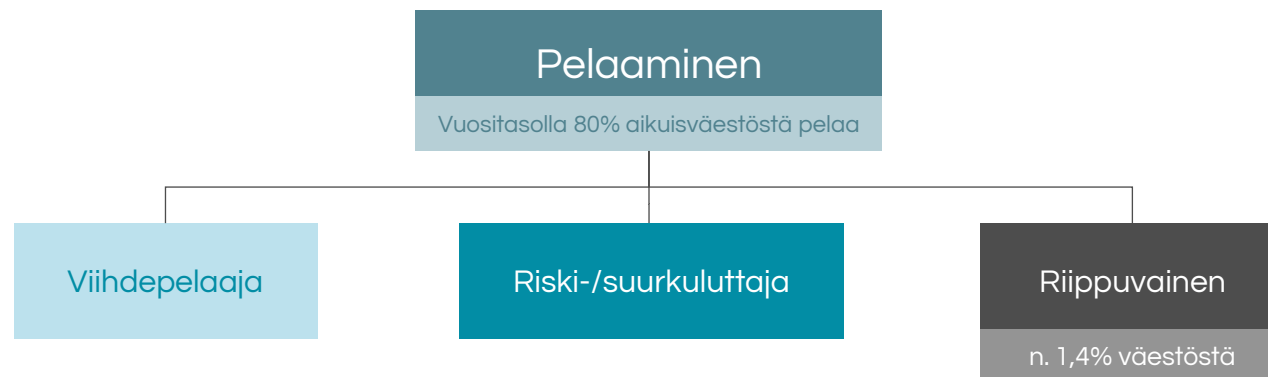 Pelaaminen
Vuositasolla 80% aikuisväestöstä pelaa
Viihdepelaaja
Riski-/suurkuluttaja
Riippuvainen
n. 1,4% väestöstä